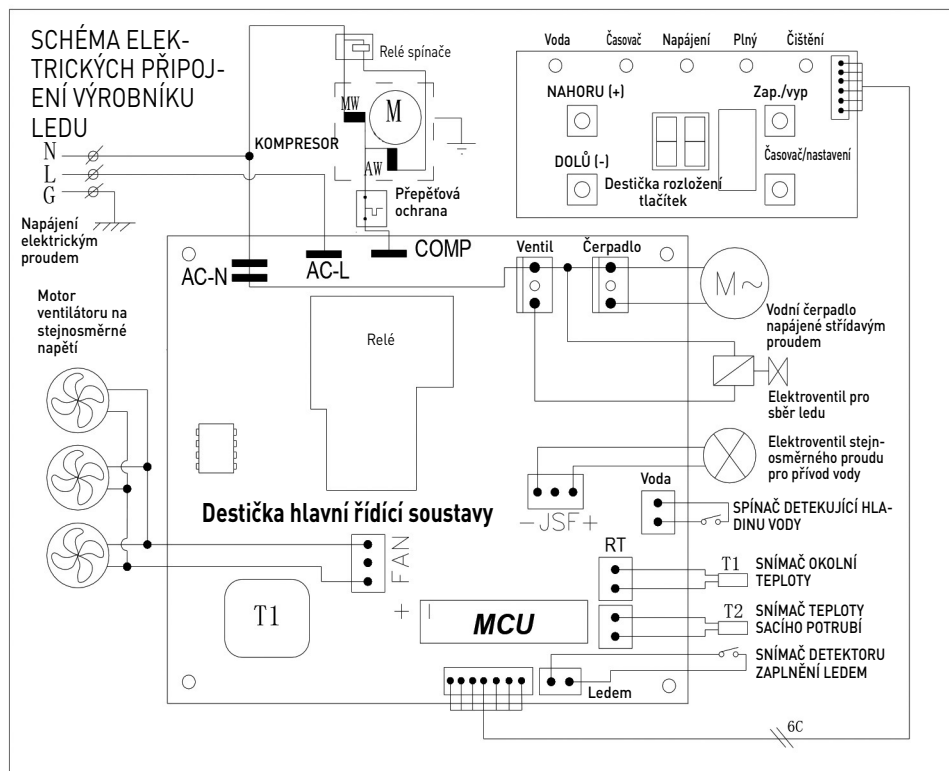 SCHÉMA ELEK-
TRICKÝCH PŘIPOJ-
ENÍ VÝROBNÍKU
LEDU
N
L
G
Napájení
elektrickým
proudem
Relé spínače
MW
M
KOMPRESOR
AW
Přepěťová
ochrana
Voda
Časovač
Napájení
Plný
Čištění
NAHORU (+)
Zap./vyp
DOLŮ (-)
Časovač/nastavení
Destička rozložení
tlačítek
AC-N
AC-L
COMP
Ventil
Čerpadlo
M~
Vodní čerpadlo
napájené střídavým
proudem
Motor
ventilátoru na
stejnosměrné
napětí
Relé
Elektroventil pro
sběr ledu
Elektroventil stejn-
osměrného proudu
pro přívod vody
Destička hlavní řídící soustavy
-JSF+
Voda
SPÍNAČ DETEKUJÍCÍ HLA-
DINU VODY
FAN
RT
T1
SNÍMAČ OKOLNÍ
TEPLOTY
T1
+
MCU
T2
SNÍMAČ TEPLOTY
SACÍHO POTRUBÍ
SNÍMAČ DETEKTORU
ZAPLNĚNÍ LEDEM
Ledem
6C